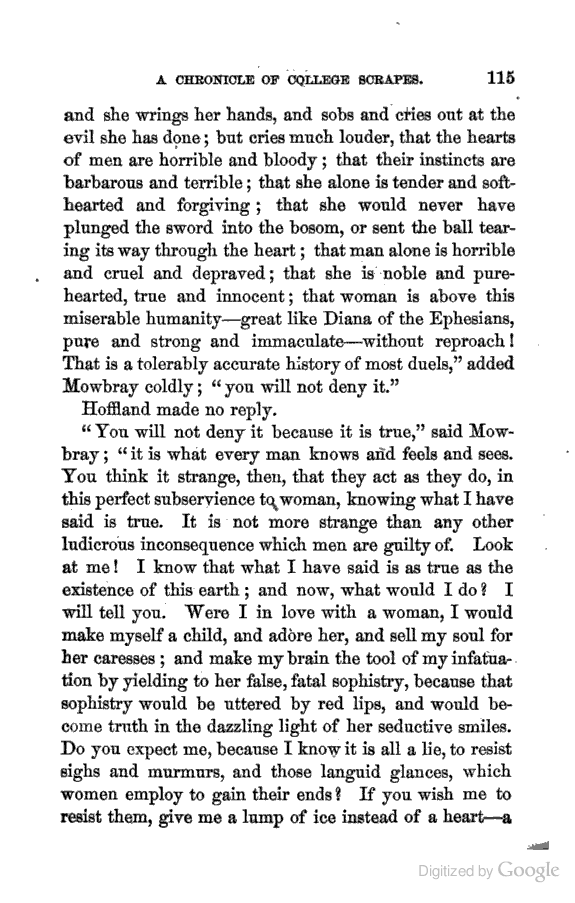 A CHRONICLE OF COLLEGE SCRAPES. 115
and she wrings her hands, and sobs and cries out at the
evil she has done; but cries much louder, that the hearts
of men are horrible and bloody; that their instincts are
barbarous and terrible; that she alone is tender and soft-
hearted and forgiving; that she would never have
plunged the sword into the bosom, or sent the ball tear-
ing its way through the heart; that man alone is horrible
and cruel and depraved; that she is noble and pure-
hearted, true and innocent; that woman is above this
miserable humanity—great like Diana of the Ephesians,
pure and strong and immaculate—without reproach!
That is a tolerably accurate history of most duels,” added
Mowbray coldly; “you will not deny it.”
Hoffland made no reply.
“You will not deny it because it is true,” said Mow-
bray; “it is what every man knows and feels and sees.
You think it strange, then, that they act as they do, in
this perfect subservience to woman, knowing what I have
said is true. It is not more strange than any other
ludicrous inconsequence which men are guilty of. Look
at me! I know that what I have said is as true as the
existence of this earth; and now, what would I do? I
will tell you. Were I in love with a woman, I would
make myself a child, and adore her, and sell my soul for
her caresses; and make my brain the tool of my infatua-
tion by yielding to her false, fatal sophistry, because that
sophistry would be uttered by red lips, and would be-
come truth in the dazzling light of her seductive smiles.
Do you expect me, because I know it is all a lie, to resist
sighs and murmurs, and those languid glances, which
women employ to gain their ends? If you wish me to
resist them, give me a lump of ice instead of a heart—a
Digitized by Google